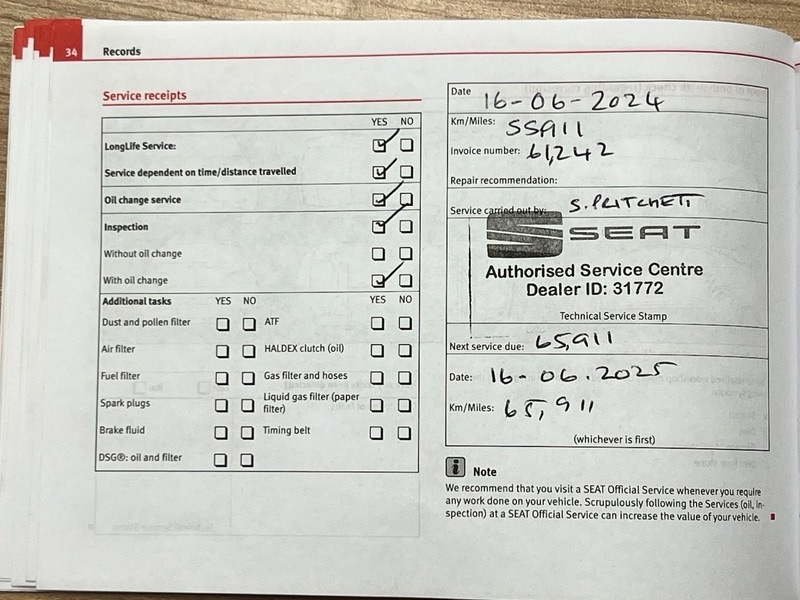 34
Records
Service receipts
YES NO
LongLife Service:
Service dependent on time/distance travelled
Oil change service
Inspection
Without oil change
With oil change
Additional tasks YES NO YES NO
Dust and pollen filter ATF
Air filter HALDEX clutch (oil)
Fuel filter Gas filter and hoses
Spark plugs Liquid gas filter (paper
filter)
Brake fluid Timing belt
DSG®: oil and filter
Date 16-06-2024
Km/Miles: 55911
Invoice number: 61,242
Repair recommendation:
Service carried out by: S. PRITCHETT
SEAT
Authorised Service Centre
Dealer ID: 31772
Technical Service Stamp
Next service due: 65,911
Date: 16-06.2025
Km/Miles: 65,911
(whichever is first)
i Note
We recommend that you visit a SEAT Official Service whenever you require
any work done on your vehicle. Scrupulously following the Services (oil, In-
spection) at a SEAT Official Service can increase the value of your vehicle.